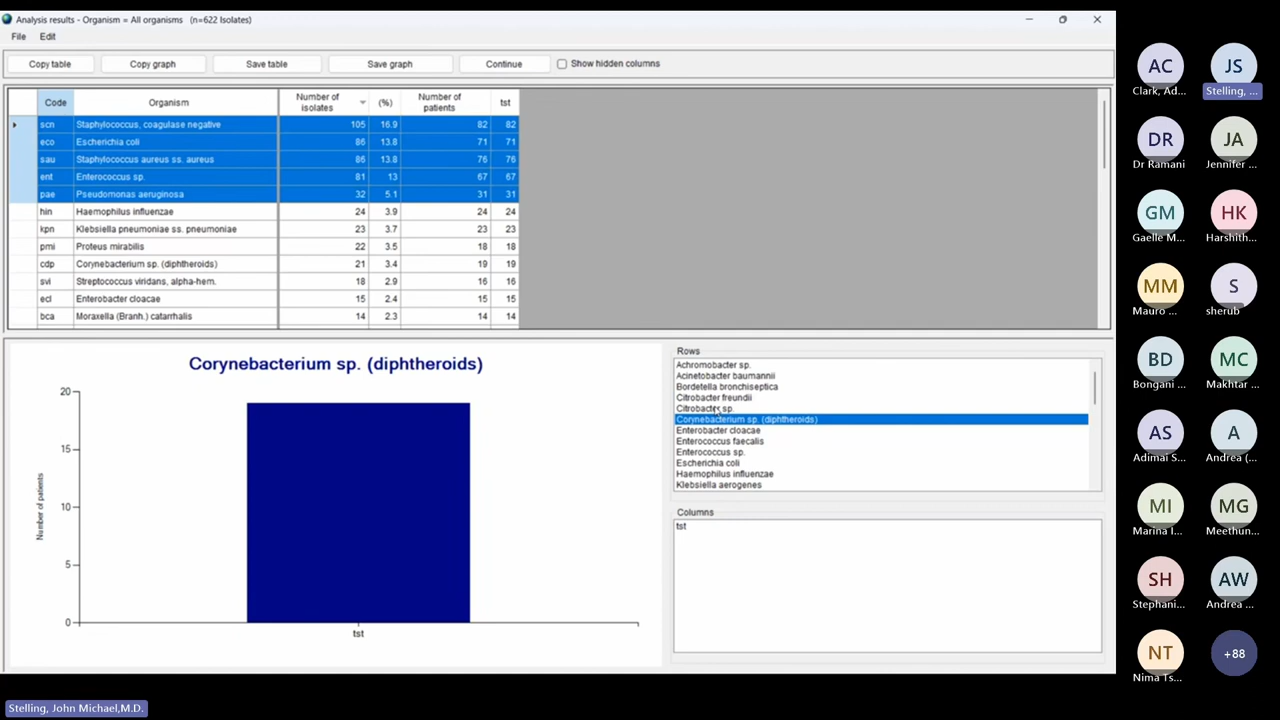 Analysis results - Organism = All organisms (n=622 Isolates)
File Edit
Copy table Copy graph Save table Save graph Continue Show hidden columns
Code Organism Number of isolates (%) Number of patients tst
scn Staphylococcus, coagulase negative 105 16.9 82 82
eco Escherichia coli 86 13.8 71 71
sau Staphylococcus aureus ss. aureus 86 13.8 76 76
ent Enterococcus sp. 81 13 67 67
pae Pseudomonas aeruginosa 32 5.1 31 31
hin Haemophilus influenzae 24 3.9 24 24
kpn Klebsiella pneumoniae ss. pneumoniae 23 3.7 23 23
pmi Proteus mirabilis 22 3.5 18 18
cdp Corynebacterium sp. (diphtheroids) 21 3.4 19 19
svi Streptococcus viridans, alpha-hem. 18 2.9 16 16
ecl Enterobacter cloacae 15 2.4 15 15
bca Moraxella (Branh.) catarrhalis 14 2.3 14 14
Corynebacterium sp. (diphtheroids)
20
15
10
5
0
Number of patients
tst
Rows
Achromobacter sp.
Acinetobacter baumannii
Bordetella bronchiseptica
Citrobacter freundii
Citrobacter sp.
Corynebacterium sp. (diphtheroids)
Enterobacter cloacae
Enterococcus faecalis
Enterococcus sp.
Escherichia coli
Haemophilus influenzae
Klebsiella aerogenes
Columns
tst
AC JS
Clark, Ad... Stelling, ...
DR JA
Dr Ramani Jennifer ...
GM HK
Gaelle M... Harshith...
MM S
Mauro ... sherub
BD MC
Bongani ... Makhtar ...
AS A
Adimai S... Andrea (...
MI MG
Marina I... Meethun...
SH AW
Stephani... Andrea ...
NT +88
Nima Ts...
Stelling, John Michael,M.D.